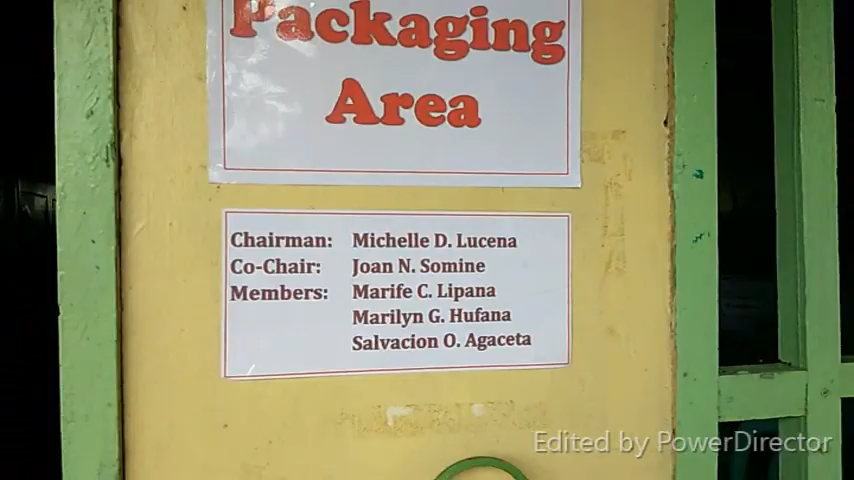 Packaging
Area
Chairman: Michelle D. Lucena
Co-Chair: Joan N. Somine
Members: Marife C. Lipana
Marilyn G. Hufana
Salvacion O. Agaceta
Edited by PowerDirector